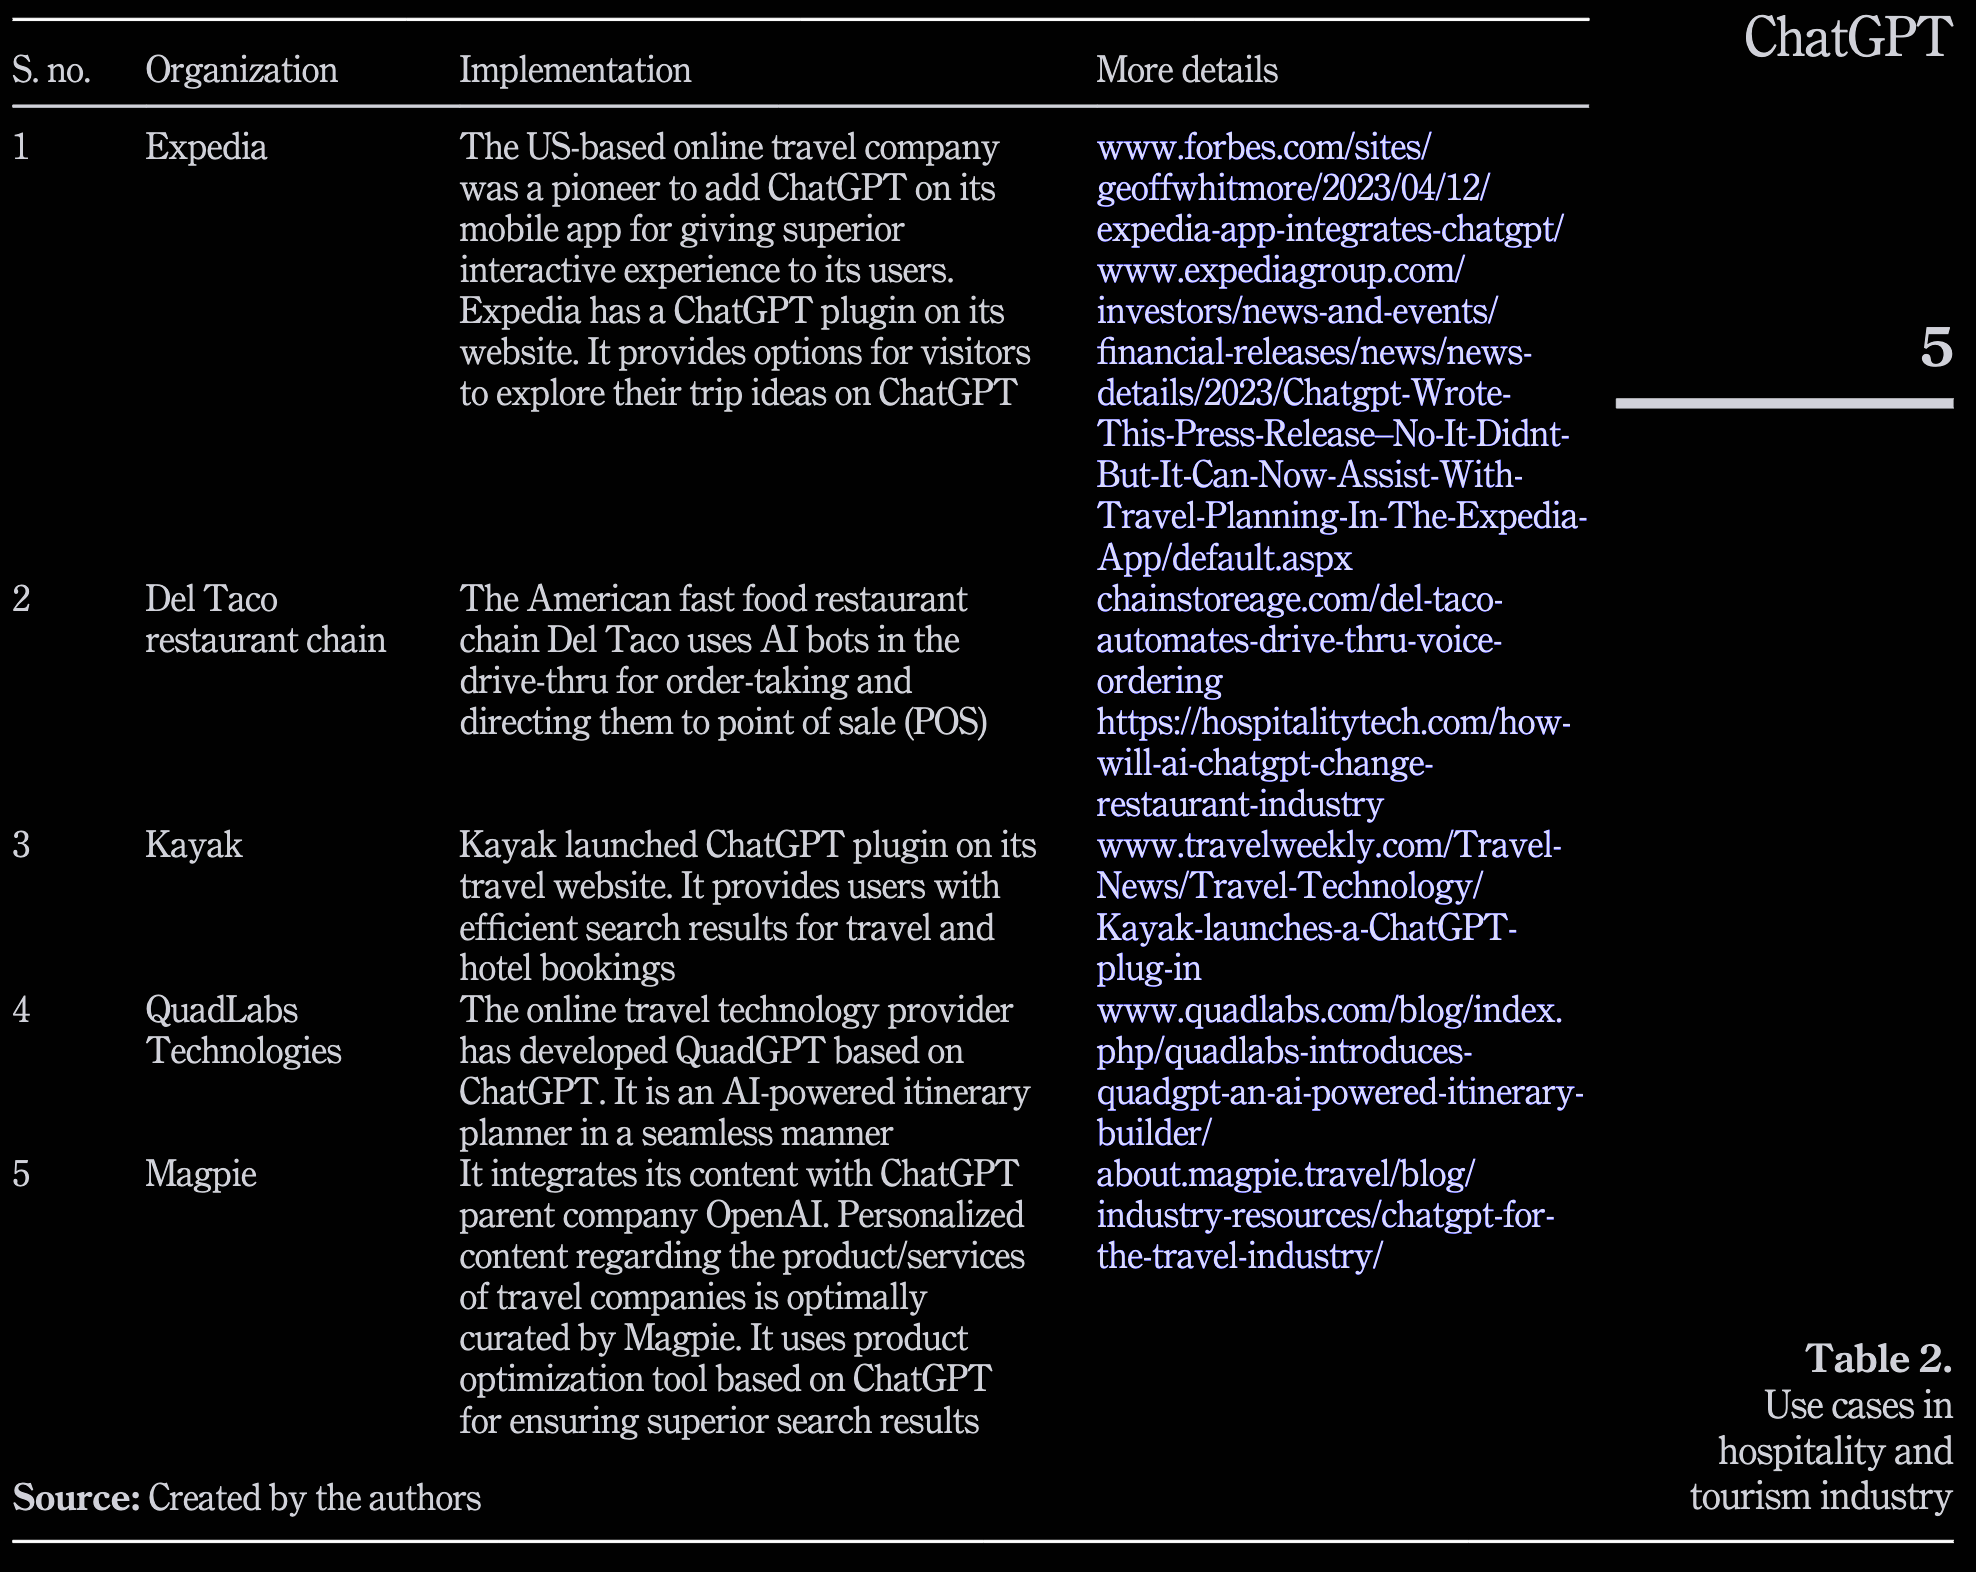 ChatGPT
5
S. no. Organization Implementation More details
1 Expedia The US-based online travel company www.forbes.com/sites/
was a pioneer to add ChatGPT on its geoffwhitmore/2023/04/12/
mobile app for giving superior expedia-app-integrates-chatgpt/
interactive experience to its users. www.expediagroup.com/
Expedia has a ChatGPT plugin on its investors/news-and-events/
website. It provides options for visitors financial-releases/news/news-
to explore their trip ideas on ChatGPT details/2023/Chatgpt-Wrote-
This-Press-Release–No-It-Didnt-
But-It-Can-Now-Assist-With-
Travel-Planning-In-The-Expedia-
App/default.aspx
2 Del Taco The American fast food restaurant chainstoreage.com/del-taco-
restaurant chain chain Del Taco uses AI bots in the automates-drive-thru-voice-
drive-thru for order-taking and ordering
directing them to point of sale (POS) https://hospitalitytech.com/how-
will-ai-chatgpt-change-
restaurant-industry
3 Kayak Kayak launched ChatGPT plugin on its www.travelweekly.com/Travel-
travel website. It provides users with News/Travel-Technology/
efficient search results for travel and Kayak-launches-a-ChatGPT-
hotel bookings plug-in
4 QuadLabs The online travel technology provider www.quadlabs.com/blog/index.
Technologies has developed QuadGPT based on php/quadlabs-introduces-
ChatGPT. It is an AI-powered itinerary quadgpt-an-ai-powered-itinerary-
planner in a seamless manner builder/
5 Magpie It integrates its content with ChatGPT about.magpie.travel/blog/
parent company OpenAI. Personalized industry-resources/chatgpt-for-
content regarding the product/services the-travel-industry/
of travel companies is optimally
curated by Magpie. It uses product
optimization tool based on ChatGPT
for ensuring superior search results
Source: Created by the authors
Table 2.
Use cases in
hospitality and
tourism industry